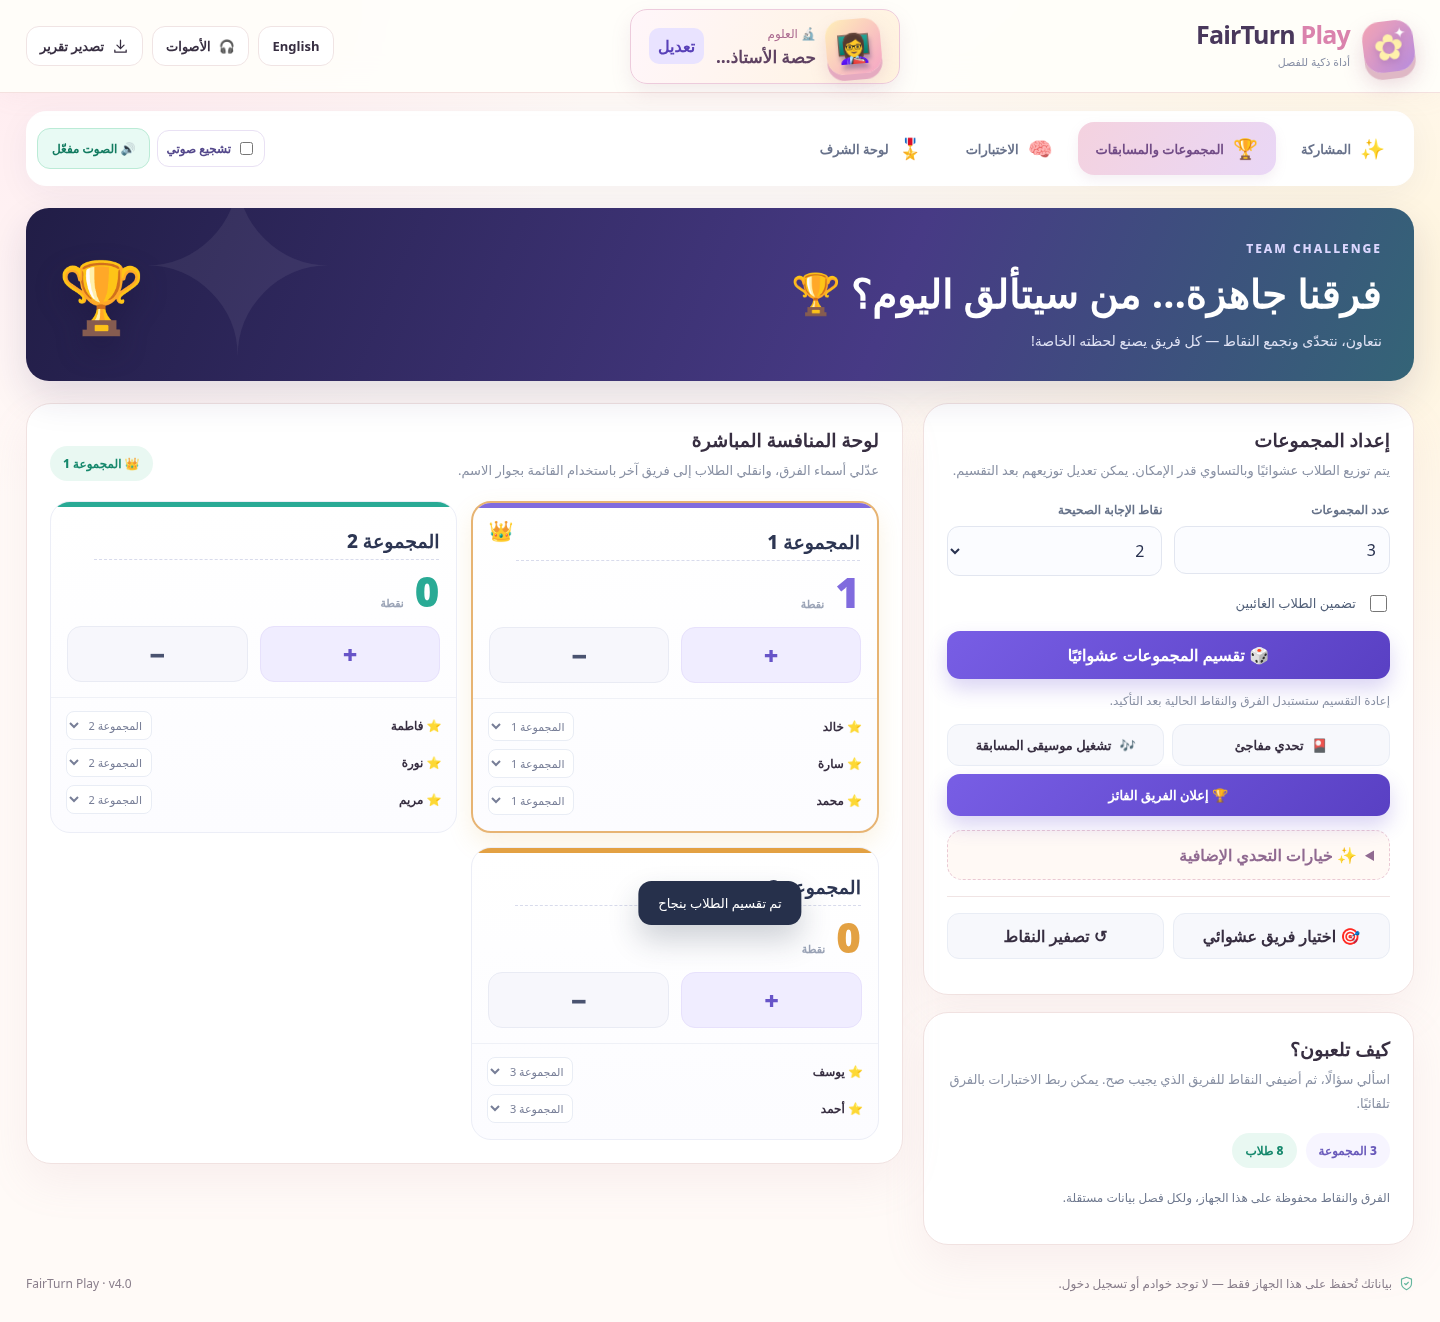 FairTurn Play
أداة ذكية للفصل
🔬 العلوم
حصة الأستاذ...
تعديل
English
🎧 الأصوات
تصدير تقرير
✨ المشاركة
🏆 المجموعات والمسابقات
🧠 الاختبارات
🎖️ لوحة الشرف
تشجيع صوتي
🔊 الصوت مفعّل
TEAM CHALLENGE
فرقنا جاهزة... من سيتألق اليوم؟ 🏆
نتعاون، نتحدّى ونجمع النقاط — كل فريق يصنع لحظته الخاصة!
إعداد المجموعات
يتم توزيع الطلاب عشوائيًا وبالتساوي قدر الإمكان. يمكن تعديل توزيعهم بعد التقسيم.
عدد المجموعات
نقاط الإجابة الصحيحة
3
2
تضمين الطلاب الغائبين
🎲 تقسيم المجموعات عشوائيًا
إعادة التقسيم ستستبدل الفرق والنقاط الحالية بعد التأكيد.
🎴 تحدي مفاجئ
🎶 تشغيل موسيقى المسابقة
🏆 إعلان الفريق الفائز
✨ خيارات التحدي الإضافية
🎯 اختيار فريق عشوائي
↺ تصفير النقاط
كيف تلعبون؟
اسألي سؤالًا، ثم أضيفي النقاط للفريق الذي يجيب صح. يمكن ربط الاختبارات بالفرق
تلقائيًا.
3 المجموعة
8 طلاب
الفرق والنقاط محفوظة على هذا الجهاز، ولكل فصل بيانات مستقلة.
لوحة المنافسة المباشرة
عدّلي أسماء الفرق، وانقلي الطلاب إلى فريق آخر باستخدام القائمة بجوار الاسم.
👑 المجموعة 1
المجموعة 1
👑
1 نقطة
+
−
⭐ خالد
المجموعة 1
⭐ سارة
المجموعة 1
⭐ محمد
المجموعة 1
المجموعة 2
0 نقطة
+
−
⭐ فاطمة
المجموعة 2
⭐ نورة
المجموعة 2
⭐ مريم
المجموعة 2
تم تقسيم الطلاب بنجاح
0 نقطة
+
−
⭐ يوسف
المجموعة 3
⭐ أحمد
المجموعة 3
بياناتك تُحفظ على هذا الجهاز فقط — لا توجد خوادم أو تسجيل دخول.
FairTurn Play · v4.0